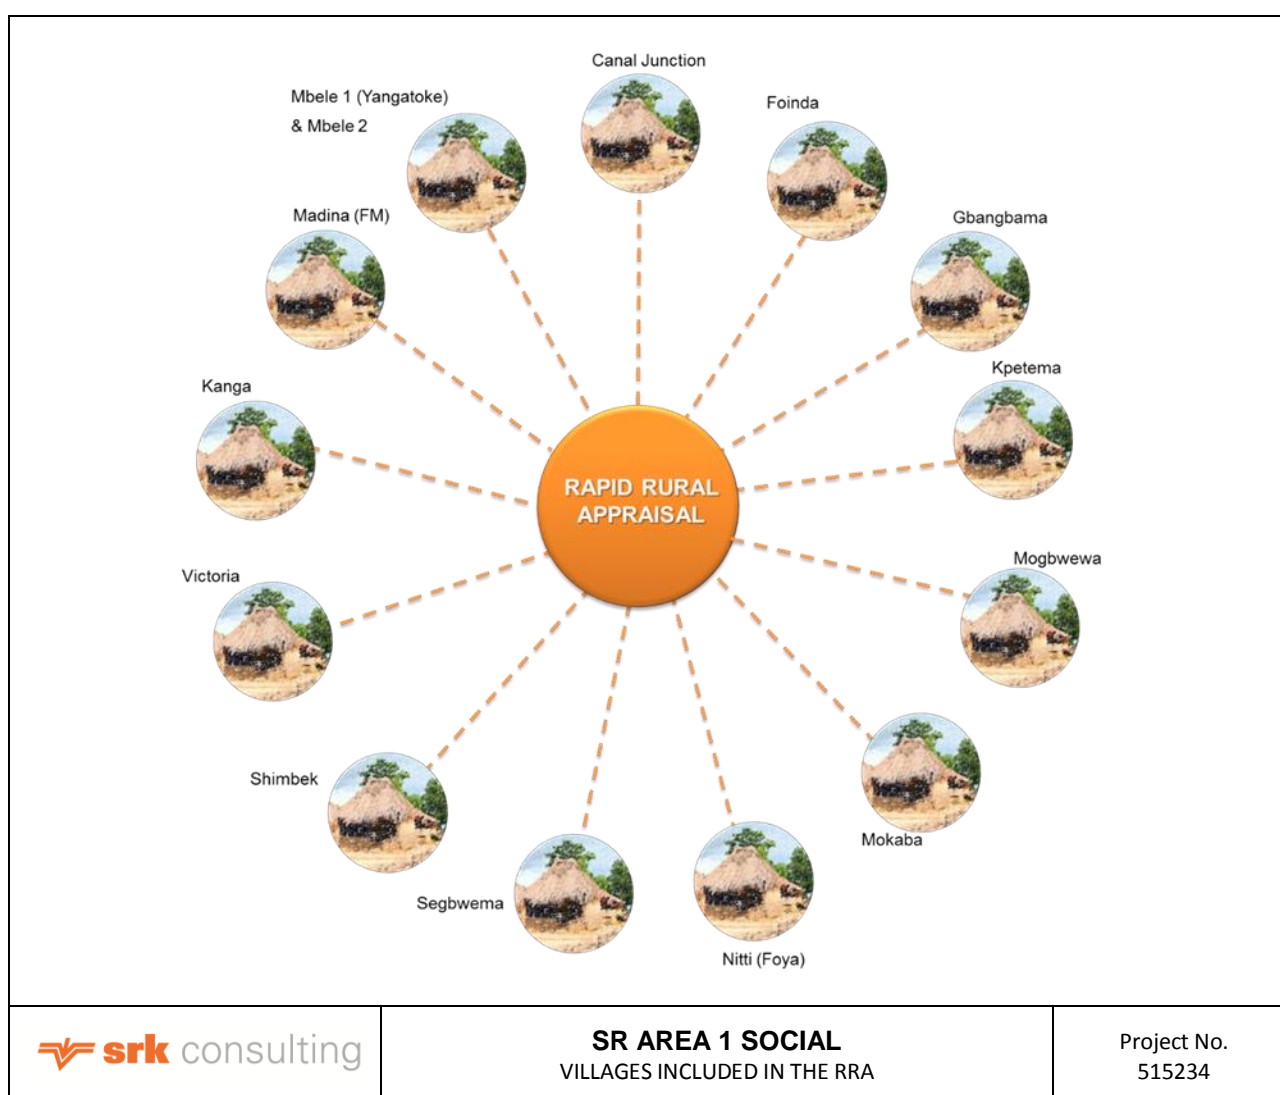 Canal Junction
Mbele 1 (Yangatoke)
& Mbele 2
Foinda
Madina (FM)
Gbangbama
Kanga
Kpetema
RAPID RURAL
APPRAISAL
Victoria
Mogbwewa
Shimbek
Mokaba
Segbwema
Nitti (Foya)
srk consulting
SR AREA 1 SOCIAL
VILLAGES INCLUDED IN THE RRA
Project No.
515234